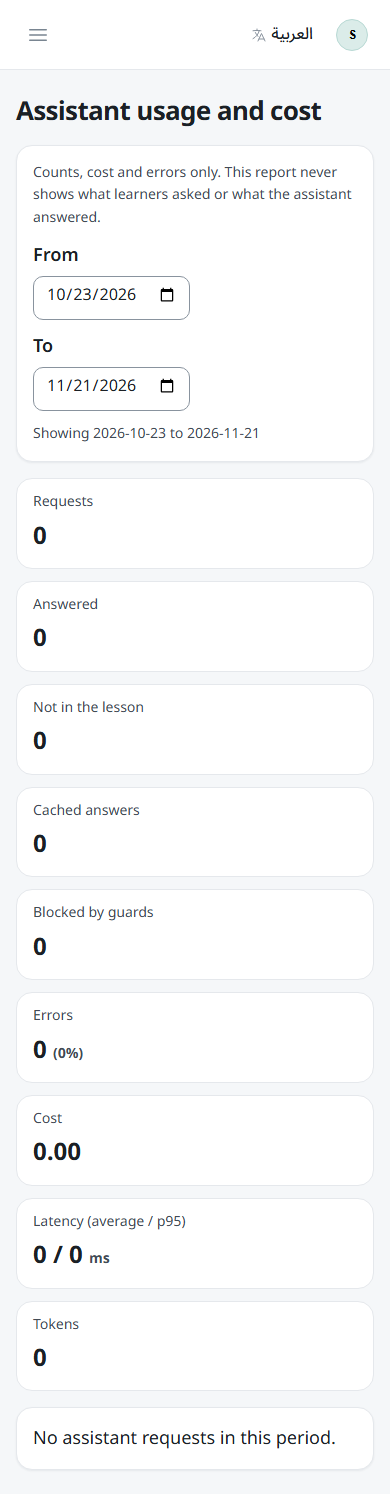 العربية
S
Assistant usage and cost
Counts, cost and errors only. This report never
shows what learners asked or what the assistant
answered.
From
10/23/2026
To
11/21/2026
Showing 2026-10-23 to 2026-11-21
Requests
0
Answered
0
Not in the lesson
0
Cached answers
0
Blocked by guards
0
Errors
0 (0%)
Cost
0.00
Latency (average / p95)
0 / 0 ms
Tokens
0
No assistant requests in this period.